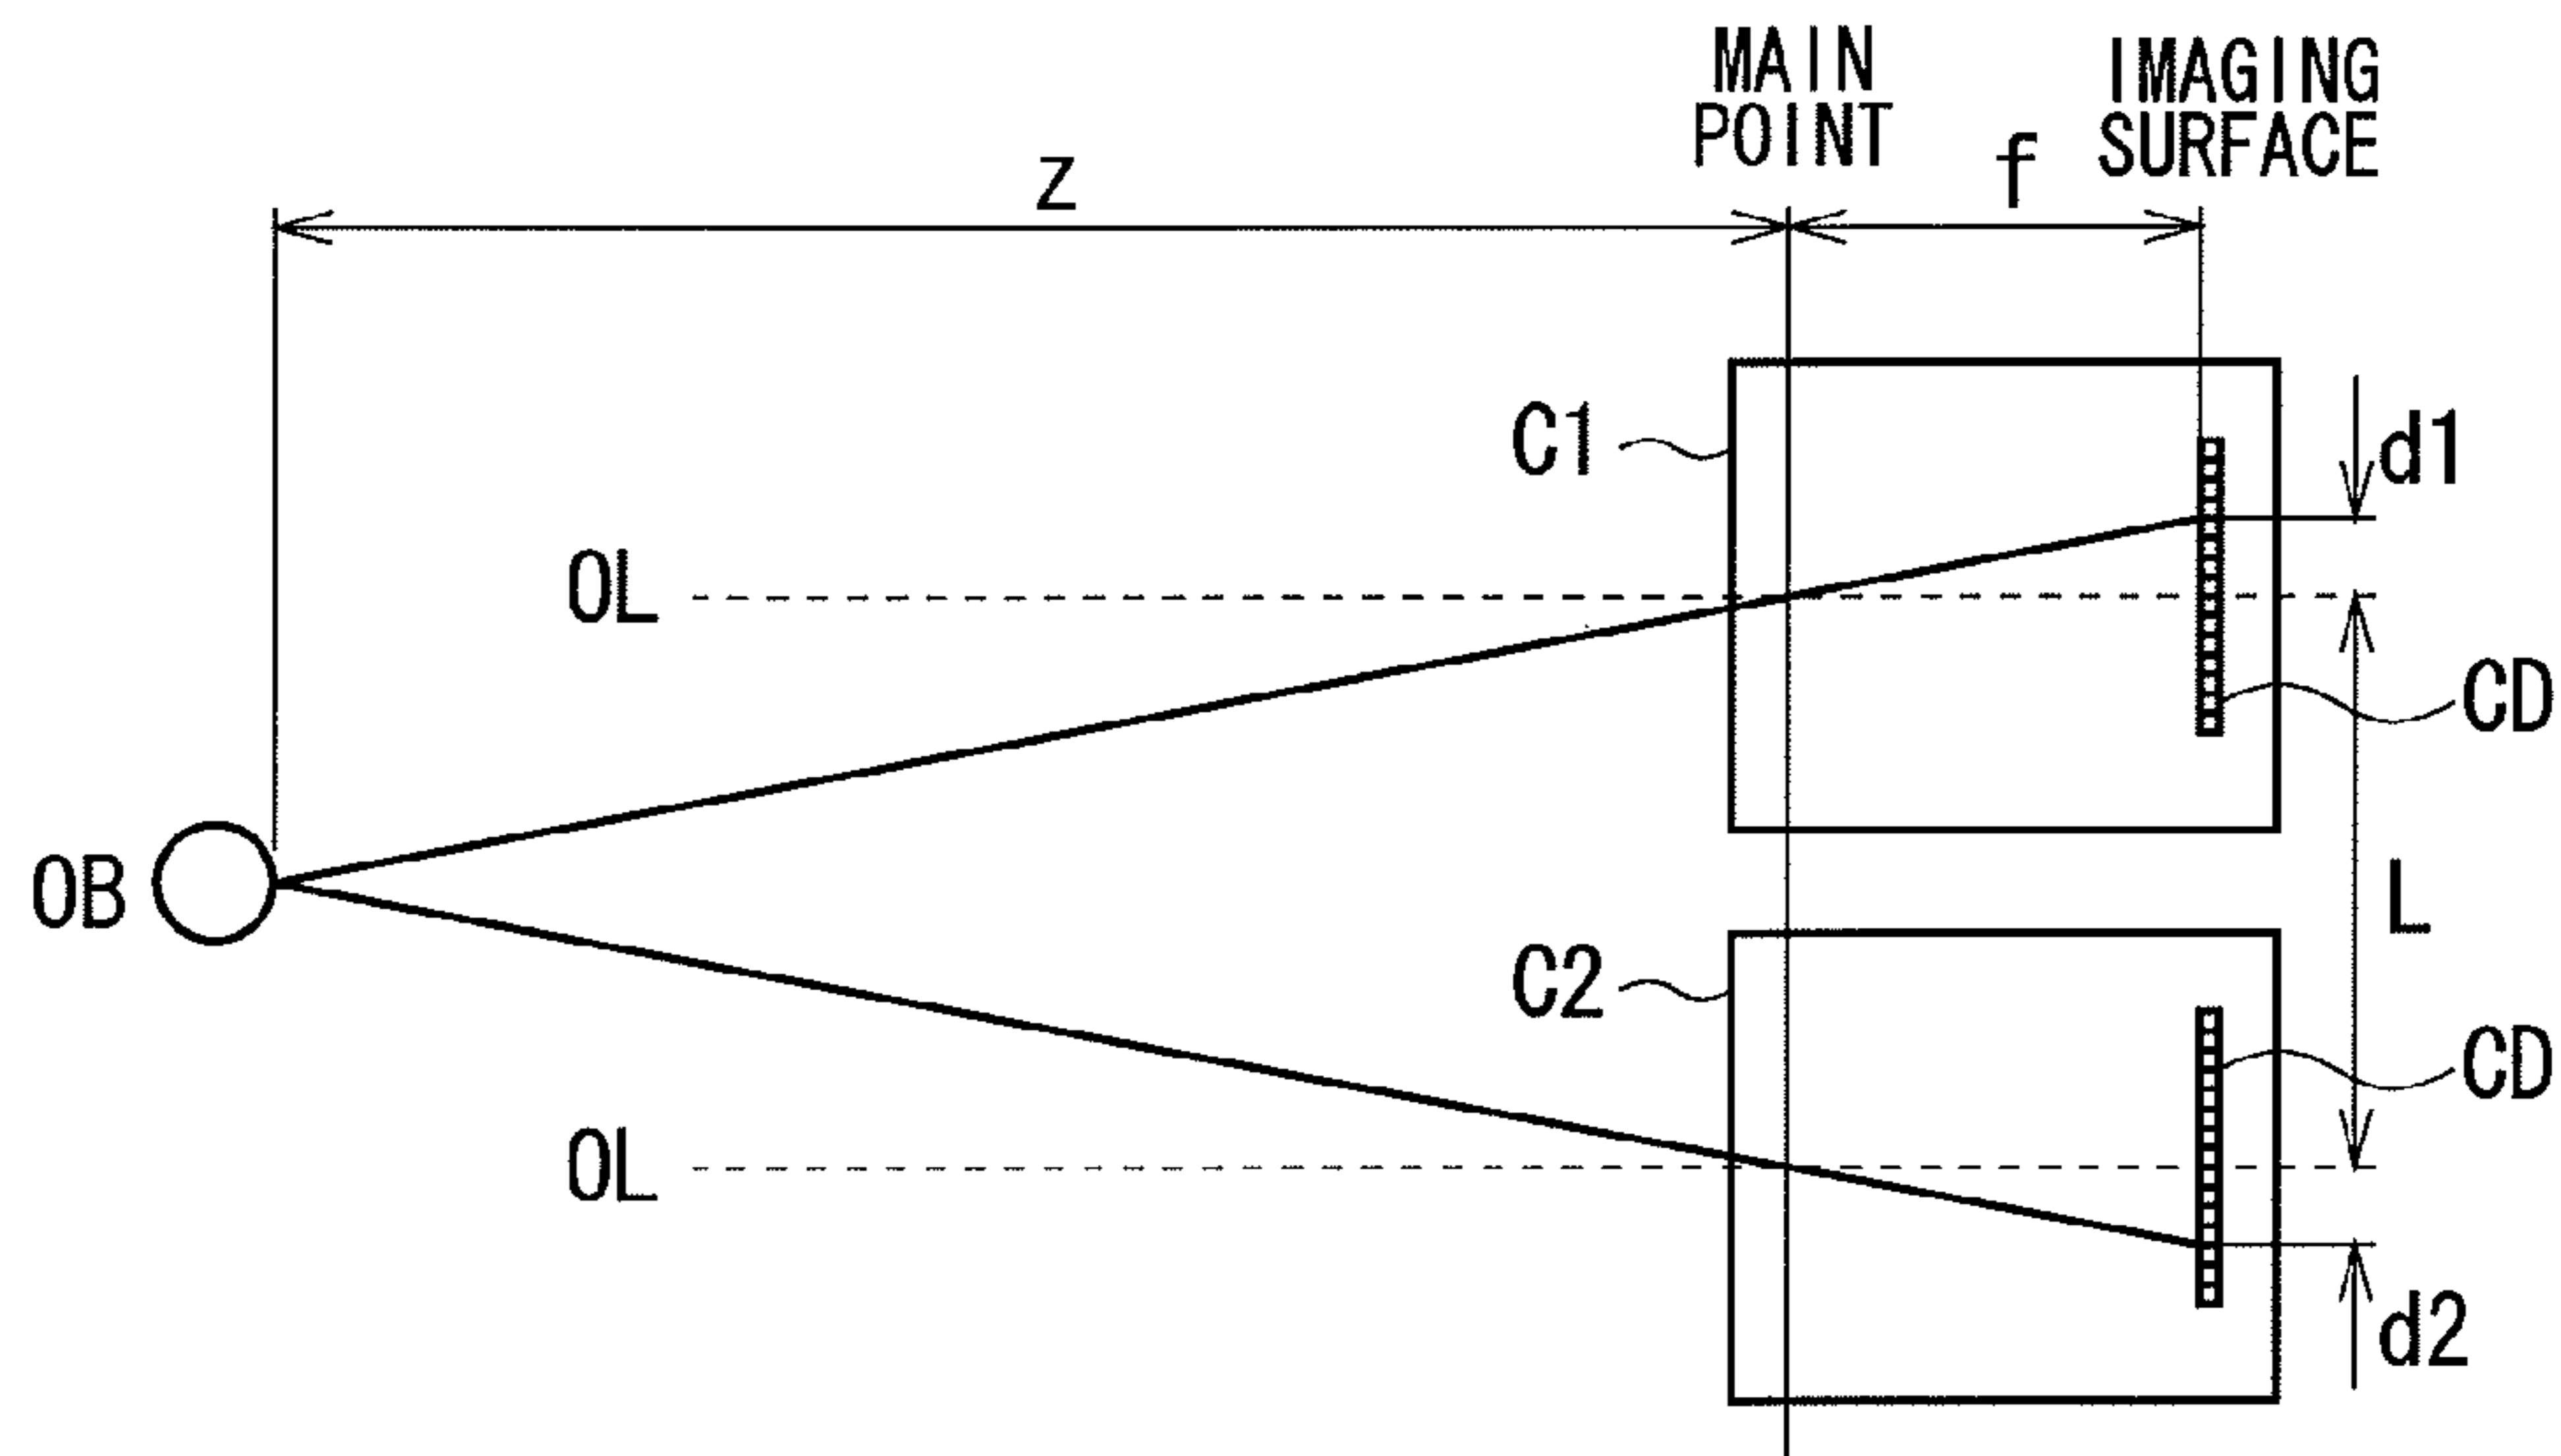 MAIN
POINT
IMAGING
SURFACE
Z
f
C1
d1
OL
CD
OB
L
C2
CD
OL
d2